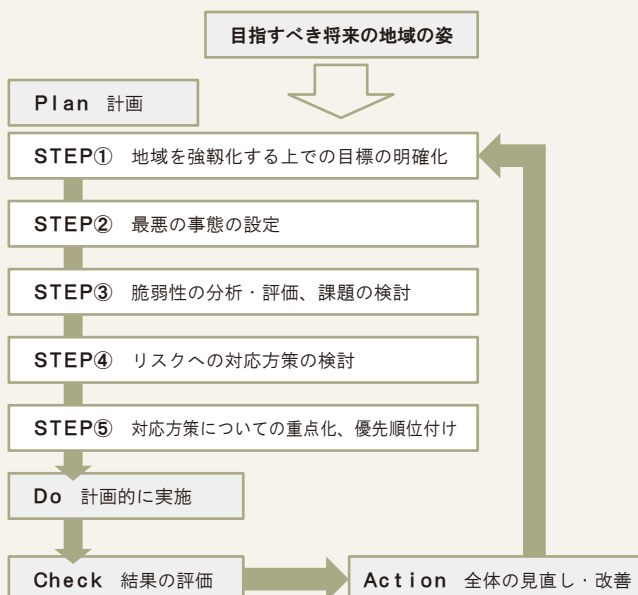 目指すべき将来の地域の姿
Plan 計画
STEP① 地域を強靱化する上での目標の明確化
STEP② 最悪の事態の設定
STEP③ 脆弱性の分析・評価、課題の検討
STEP④ リスクへの対応方策の検討
STEP⑤ 対応方策についての重点化、優先順位付け
Do 計画的に実施
Check 結果の評価
Action 全体の見直し・改善